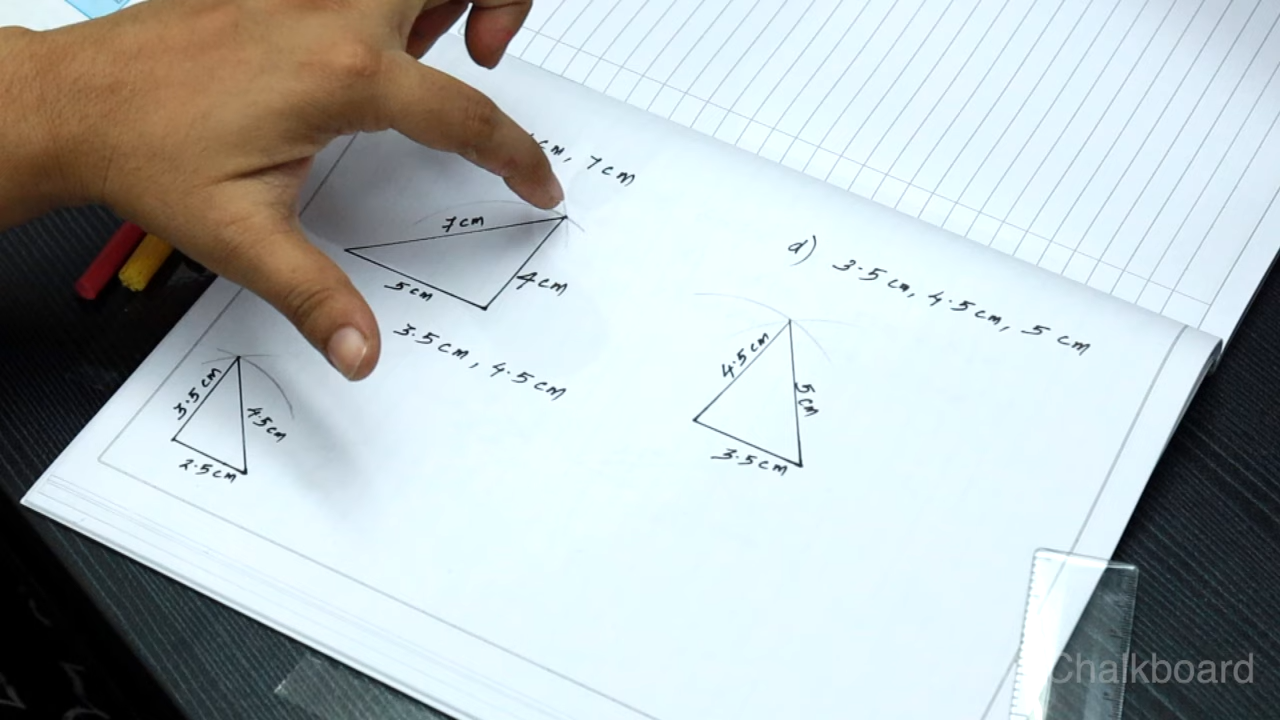 cm, 7cm
7cm
4cm
5cm
3.5cm, 4.5cm
3.5cm
4.5cm
2.5cm
d) 3.5cm, 4.5cm, 5cm
4.5cm
5cm
3.5cm
Chalkboard